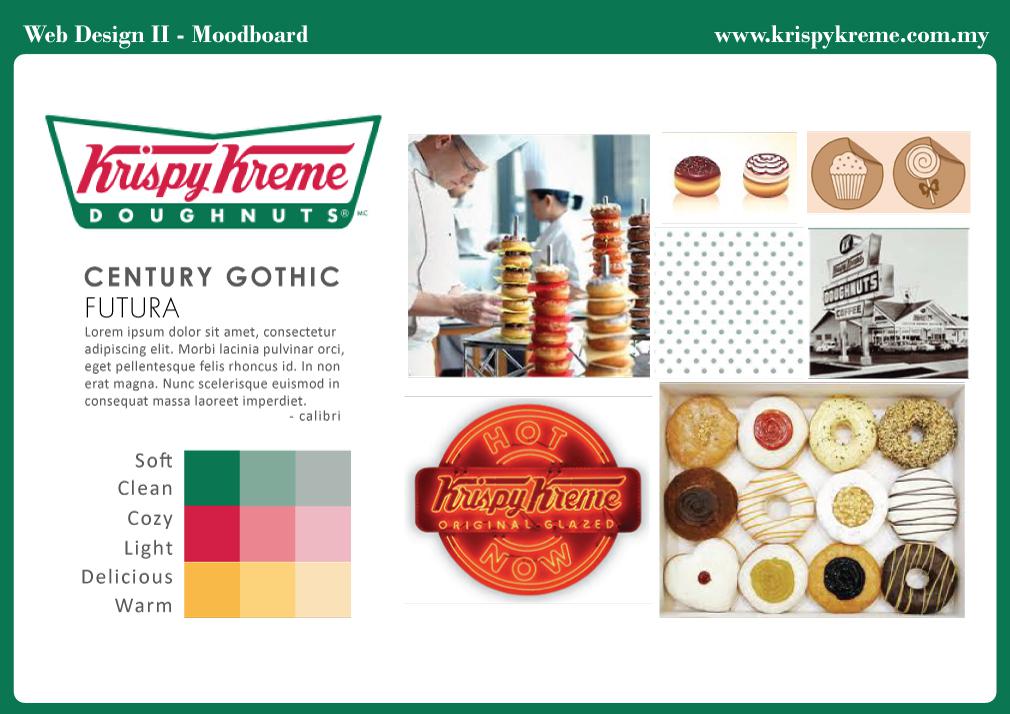 Web Design II - Moodboard
www.krispykreme.com.my
Krispy Kreme
DOUGHNUTS® MC
CENTURY GOTHIC
FUTURA
Lorem ipsum dolor sit amet, consectetur
adipiscing elit. Morbi lacinia pulvinar orci,
eget pellentesque felis rhoncus id. In non
erat magna. Nunc scelerisque euismod in
consequat massa laoreet imperdiet.
- calibri
Soft
Clean
Cozy
Light
Delicious
Warm
Krispy Kreme
DOUGHNUTS
COFFEE
HOT
Krispy Kreme
ORIGINAL GLAZED
NOW